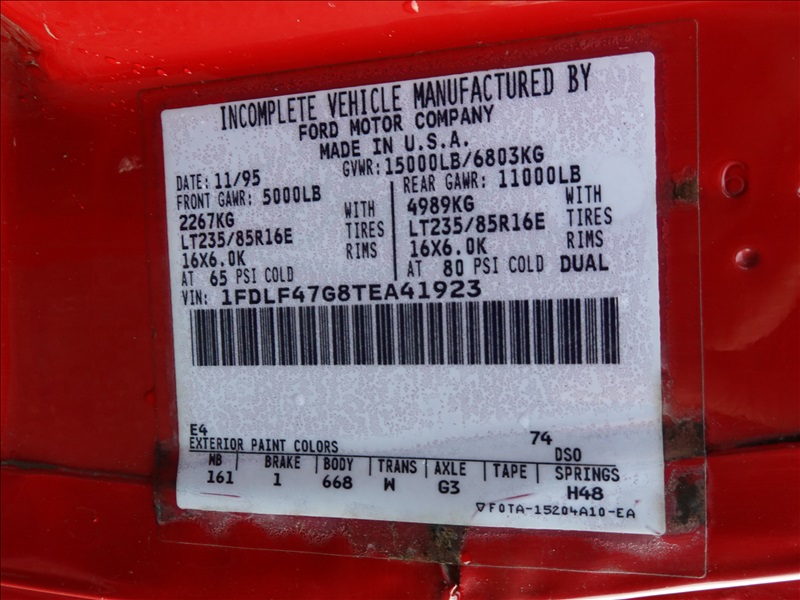 INCOMPLETE VEHICLE MANUFACTURED BY
FORD MOTOR COMPANY
MADE IN U.S.A.
DATE: 11/95 GVWR: 15000LB/6803KG
FRONT GAWR: 5000LB REAR GAWR: 11000LB
2267KG WITH 4989KG WITH
LT235/85R16E TIRES LT235/85R16E TIRES
16X6.0K RIMS 16X6.0K RIMS
AT 65 PSI COLD AT 80 PSI COLD DUAL
VIN: 1FDLF47G8TEA41923
E4 74
EXTERIOR PAINT COLORS DSO
WB BRAKE BODY TRANS AXLE TAPE SPRINGS
161 1 668 W G3 H48
▽F0TA-15204A10-EA